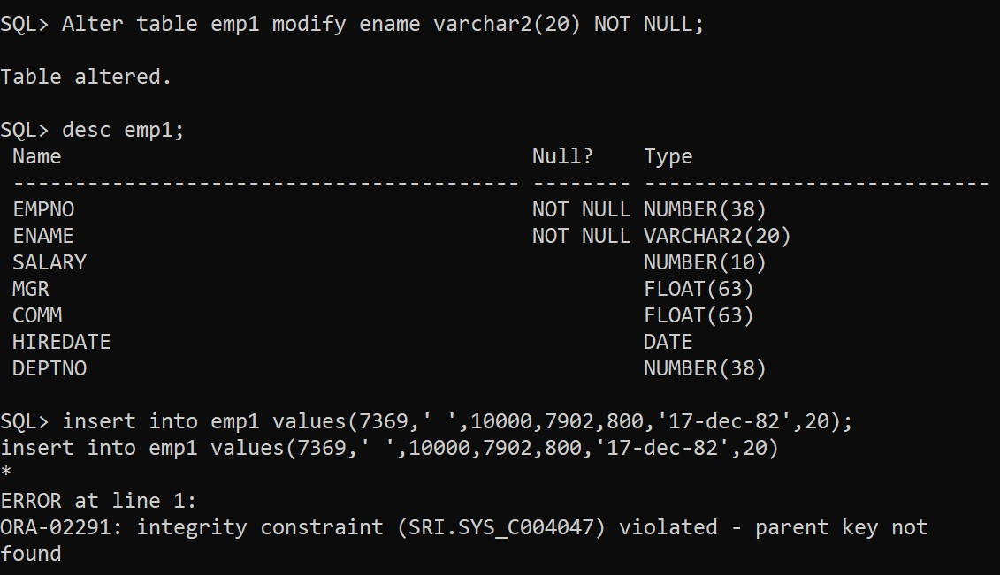 SQL> Alter table emp1 modify ename varchar2(20) NOT NULL;
Table altered.
SQL> desc emp1;
 Name                                      Null?    Type
 ----------------------------------------- -------- ----------------------------
 EMPNO                                     NOT NULL NUMBER(38)
 ENAME                                     NOT NULL VARCHAR2(20)
 SALARY                                             NUMBER(10)
 MGR                                                FLOAT(63)
 COMM                                               FLOAT(63)
 HIREDATE                                           DATE
 DEPTNO                                             NUMBER(38)
SQL> insert into emp1 values(7369,' ',10000,7902,800,'17-dec-82',20);
insert into emp1 values(7369,' ',10000,7902,800,'17-dec-82',20)
*
ERROR at line 1:
ORA-02291: integrity constraint (SRI.SYS_C004047) violated - parent key not
found